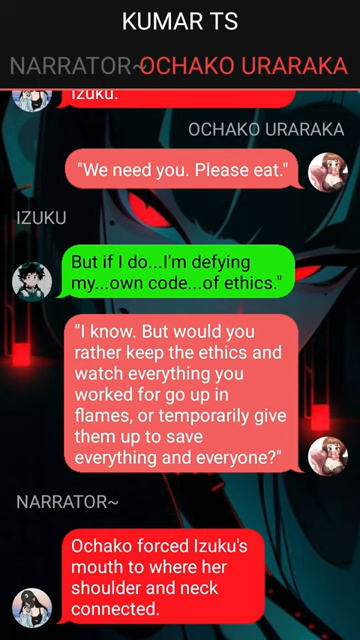 KUMAR TS
NARRATOR~OCHAKO URARAKA
Izuku.
OCHAKO URARAKA
"We need you. Please eat."
IZUKU
But if I do...I'm defying
my...own code...of ethics."
"I know. But would you
rather keep the ethics and
watch everything you
worked for go up in
flames, or temporarily give
them up to save
everything and everyone?"
NARRATOR~
Ochako forced Izuku's
mouth to where her
shoulder and neck
connected.